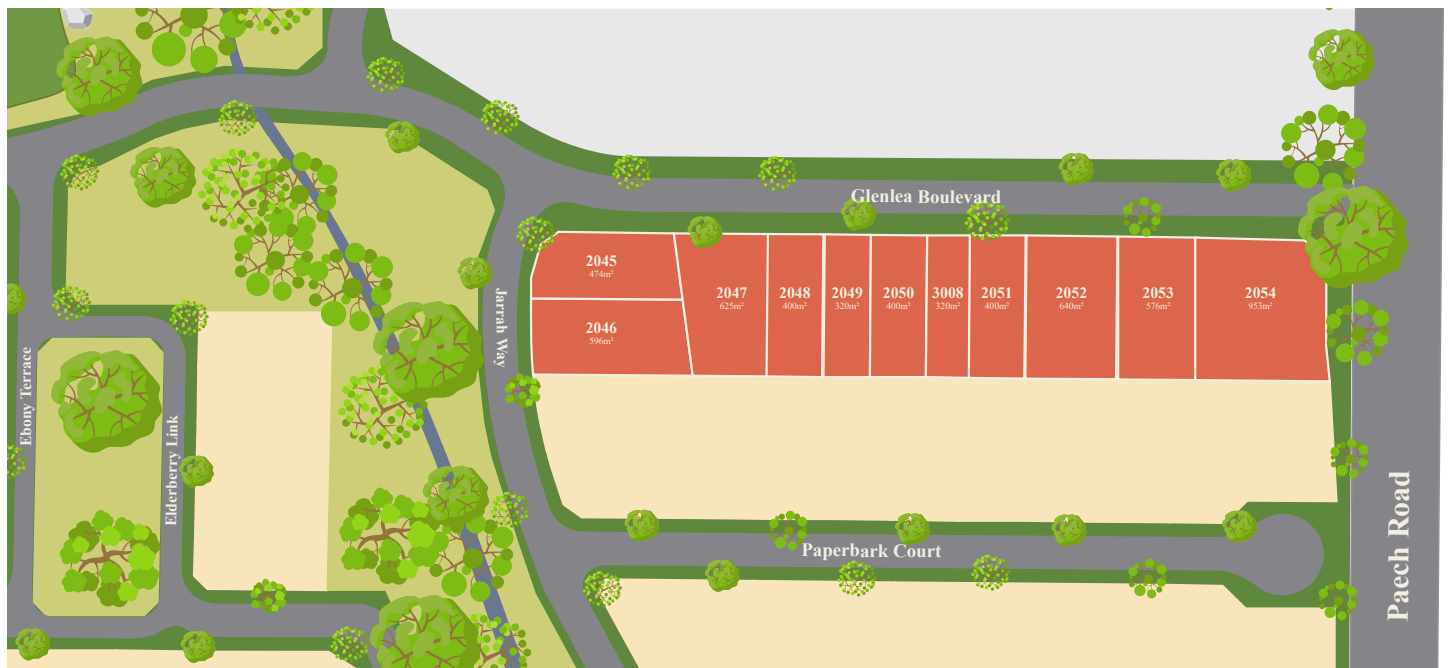 Glenlea Boulevard
2045
474m²
2046
596m²
2047
625m²
2048
400m²
2049
320m²
2050
400m²
3008
320m²
2051
400m²
2052
640m²
2053
576m²
2054
953m²
Jarrah Way
Ebony Terrace
Elderberry Link
Paperbark Court
Paech Road